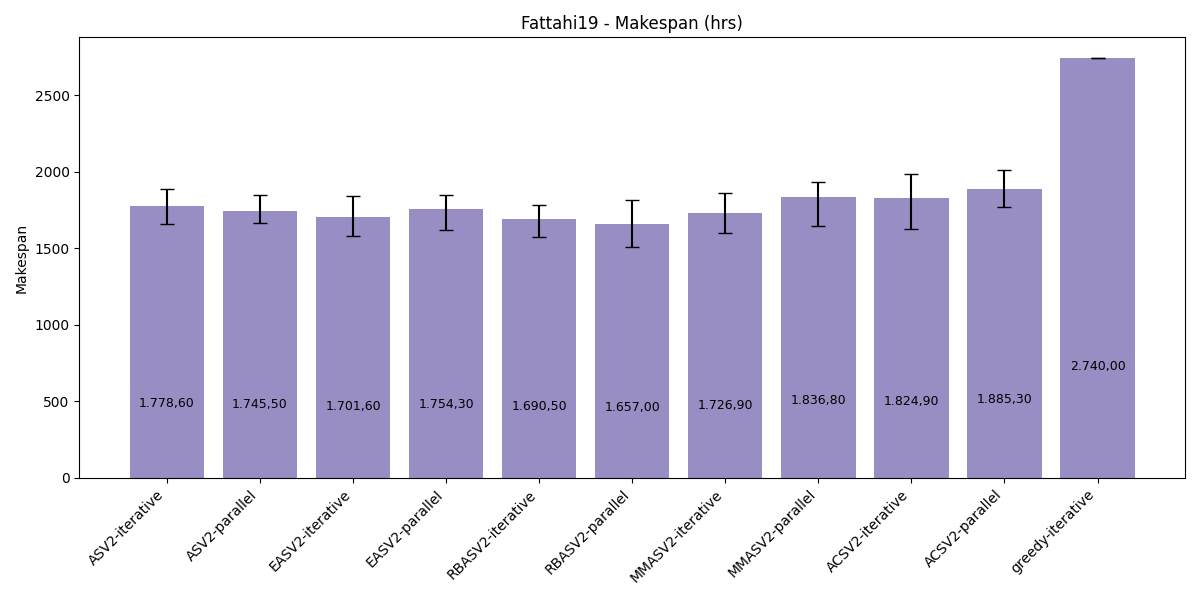 Fattahi19 - Makespan (hrs)
Makespan
2500
2000
1500
1000
500
0
1.778,60
1.745,50
1.701,60
1.754,30
1.690,50
1.657,00
1.726,90
1.836,80
1.824,90
1.885,30
2.740,00
ASV2-iterative
ASV2-parallel
EASV2-iterative
EASV2-parallel
RBASV2-iterative
RBASV2-parallel
MMASV2-iterative
MMASV2-parallel
ACSV2-iterative
ACSV2-parallel
greedy-iterative